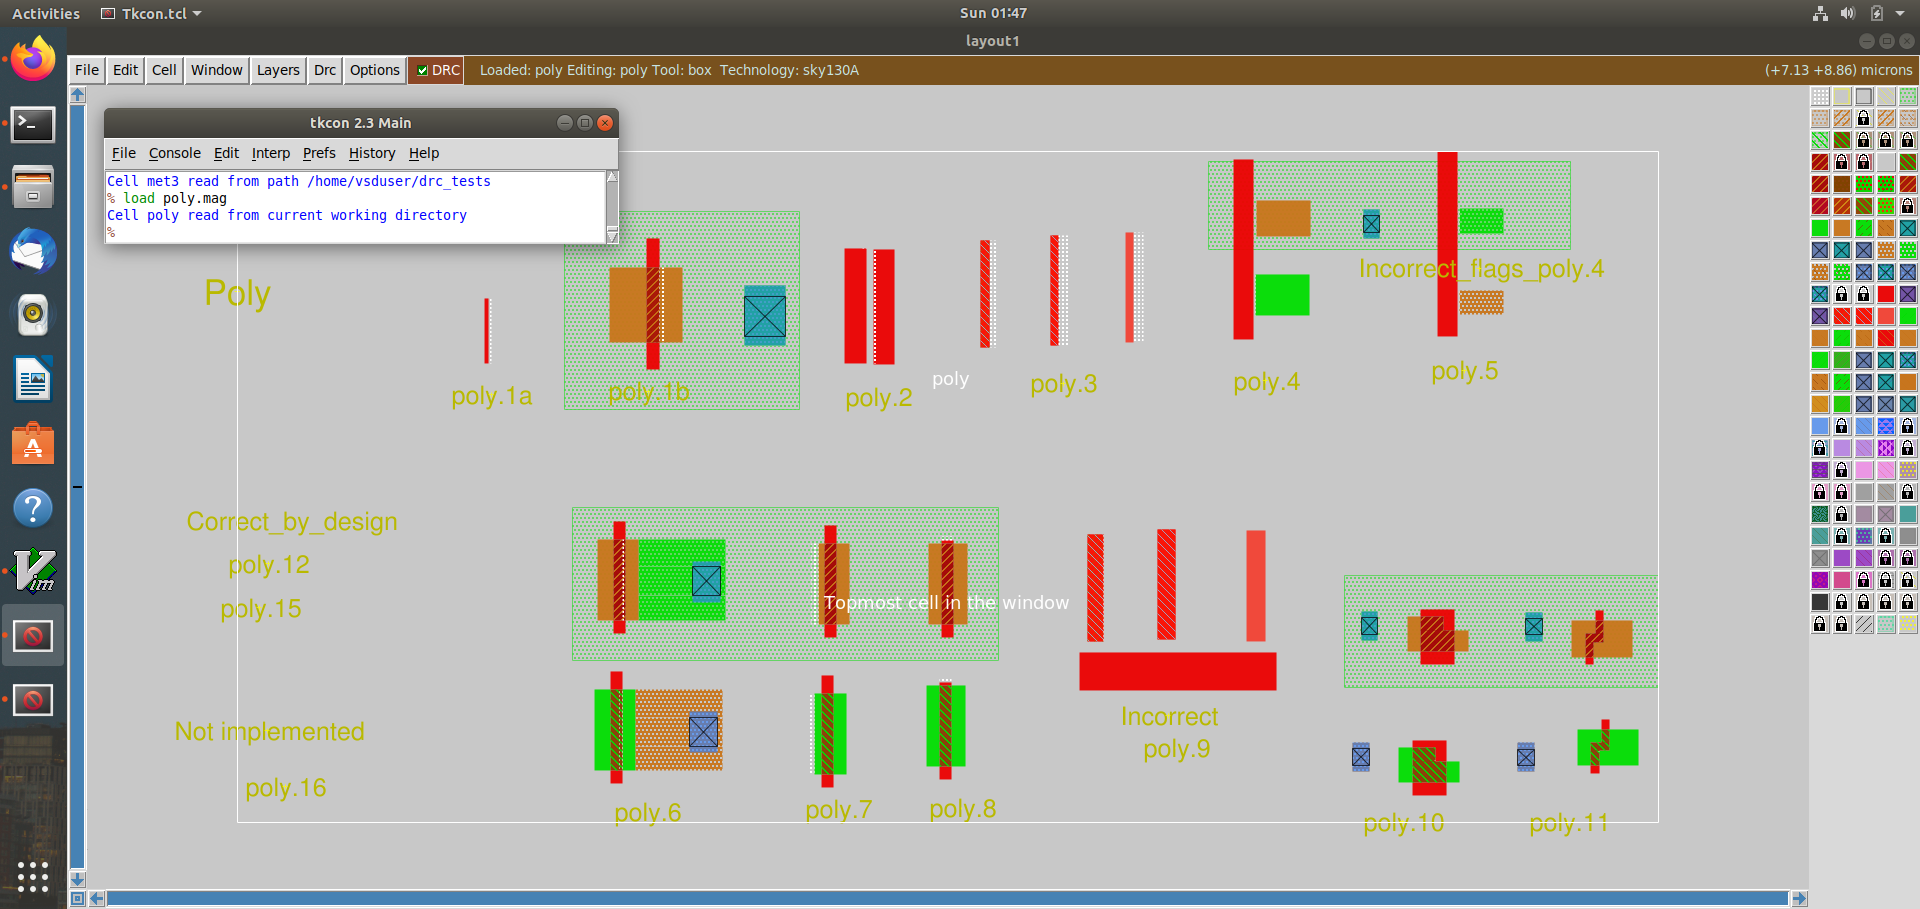 Activities Tkcon.tcl Sun 01:47
layout1
File Edit Cell Window Layers Drc Options DRC Loaded: poly Editing: poly Tool: box Technology: sky130A (+7.13 +8.86) microns
tkcon 2.3 Main
File Console Edit Interp Prefs History Help
Cell met3 read from path /home/vsduser/drc_tests
% load poly.mag
Cell poly read from current working directory
%
Poly
Incorrect_flags_poly.4
poly.1a
poly.1b
poly.2
poly
poly.3
poly.4
poly.5
Correct_by_design
poly.12
poly.15
Topmost cell in the window
Not implemented
poly.16
Incorrect
poly.9
poly.6
poly.7
poly.8
poly.10
poly.11
Vim